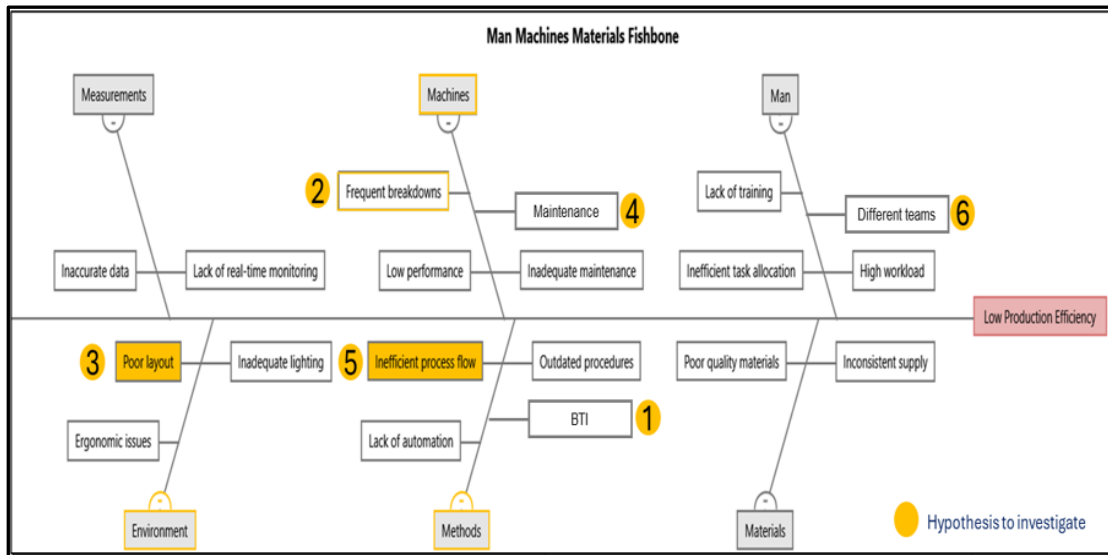 Man Machines Materials Fishbone
Measurements
Machines
Man
2
Frequent breakdowns
Maintenance
4
Lack of training
Different teams
6
Inaccurate data
Lack of real-time monitoring
Low performance
Inadequate maintenance
Inefficient task allocation
High workload
Low Production Efficiency
3
Poor layout
Inadequate lighting
5
Inefficient process flow
Outdated procedures
Poor quality materials
Inconsistent supply
BTI
1
Ergonomic issues
Lack of automation
Environment
Methods
Materials
Hypothesis to investigate